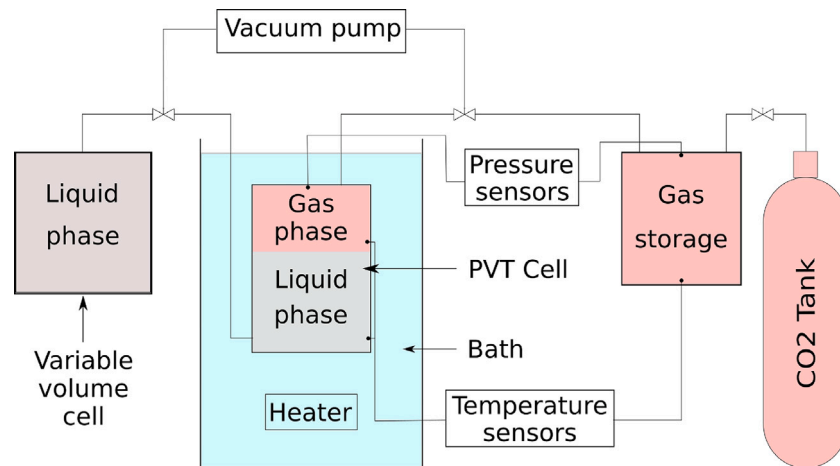 Vacuum pump
Liquid
phase
Variable
volume
cell
Gas
phase
Liquid
phase
Heater
Pressure
sensors
PVT Cell
Bath
Temperature
sensors
Gas
storage
CO2 Tank